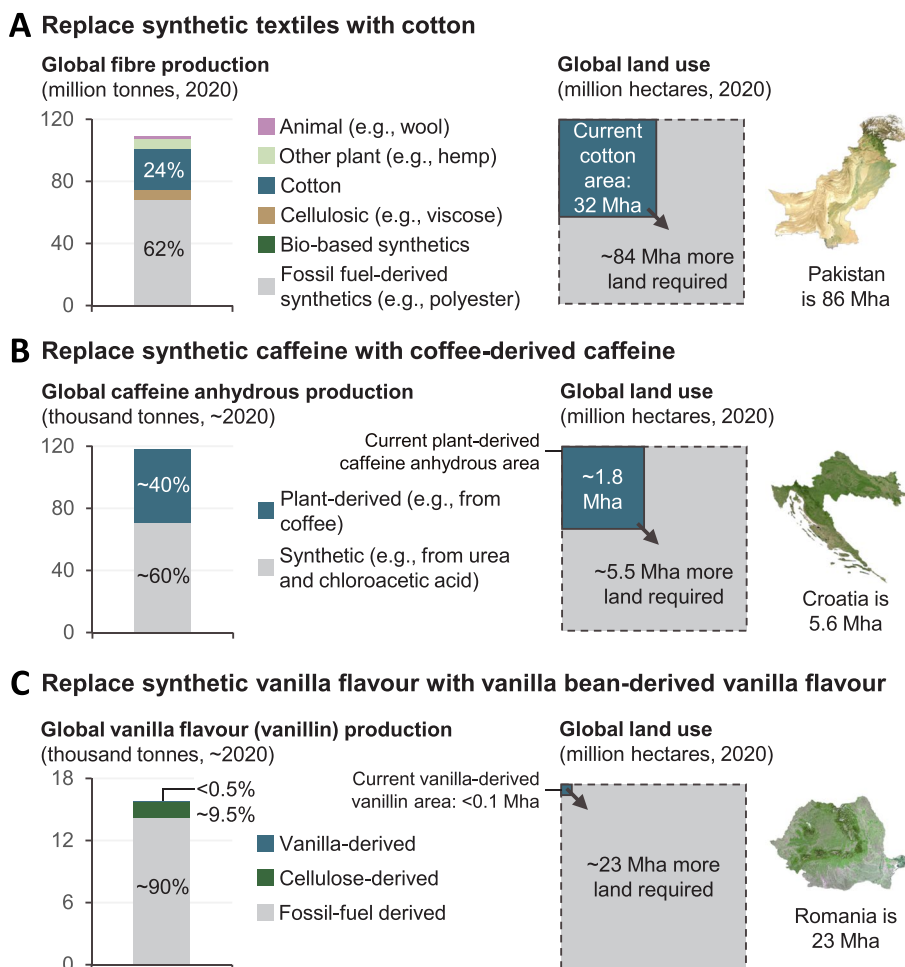 A Replace synthetic textiles with cotton
Global fibre production
(million tonnes, 2020)
120
80
40
0
24%
62%
Animal (e.g., wool)
Other plant (e.g., hemp)
Cotton
Cellulosic (e.g., viscose)
Bio-based synthetics
Fossil fuel-derived
synthetics (e.g., polyester)
Global land use
(million hectares, 2020)
Current
cotton
area:
32 Mha
~84 Mha more
land required
Pakistan
is 86 Mha
B Replace synthetic caffeine with coffee-derived caffeine
Global caffeine anhydrous production
(thousand tonnes, ~2020)
120
80
40
0
~40%
~60%
Plant-derived (e.g., from
coffee)
Synthetic (e.g., from urea
and chloroacetic acid)
Global land use
(million hectares, 2020)
Current plant-derived
caffeine anhydrous area
~1.8
Mha
~5.5 Mha more
land required
Croatia is
5.6 Mha
C Replace synthetic vanilla flavour with vanilla bean-derived vanilla flavour
Global vanilla flavour (vanillin) production
(thousand tonnes, ~2020)
18
12
6
0
<0.5%
~9.5%
~90%
Vanilla-derived
Cellulose-derived
Fossil-fuel derived
Global land use
(million hectares, 2020)
Current vanilla-derived
vanillin area: <0.1 Mha
~23 Mha more
land required
Romania is
23 Mha